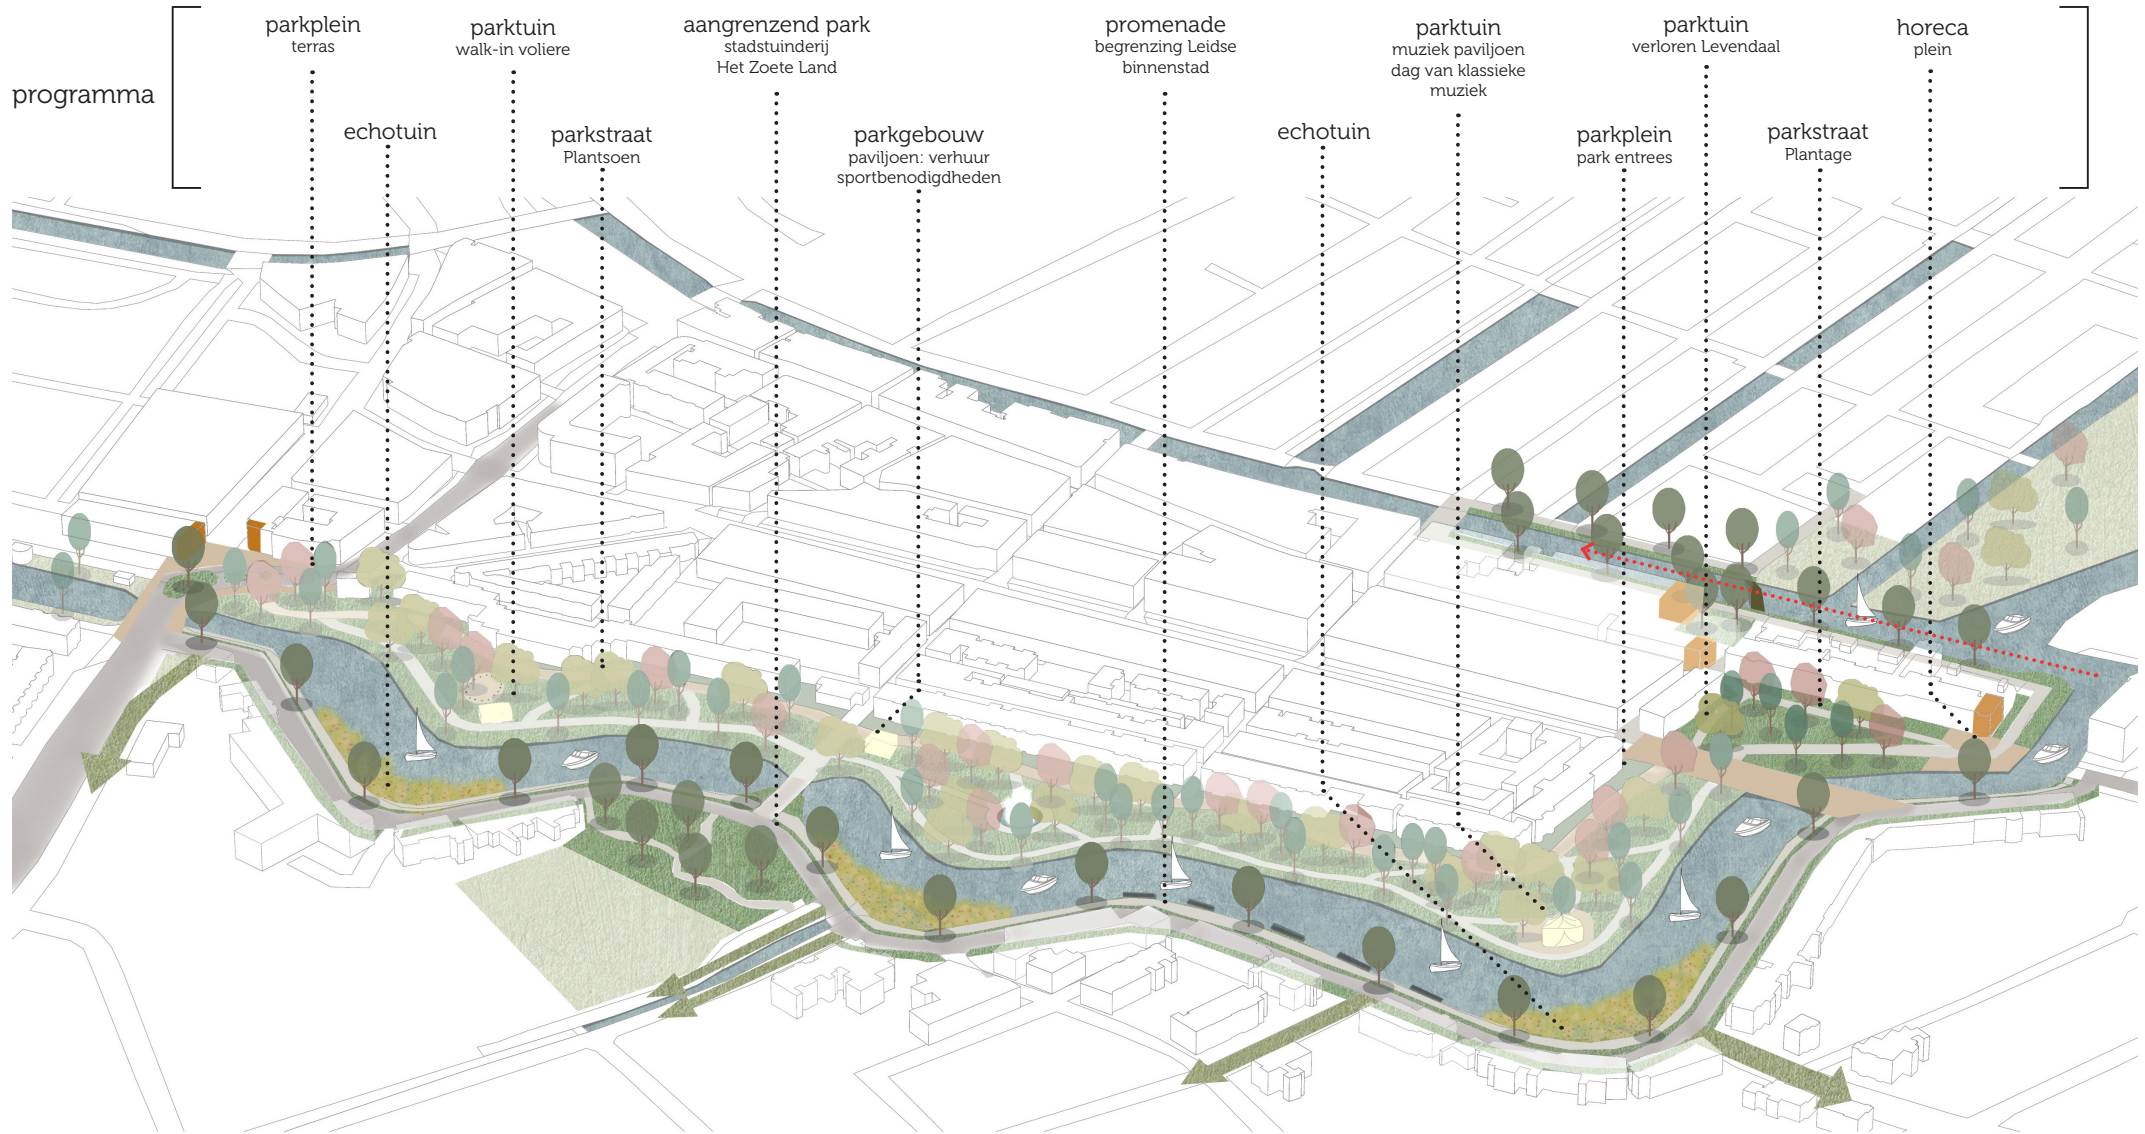 programma
parkplein
terras
echotuin
parktuin
walk-in voliere
parkstraat
Plantsoen
aangrenzend park
stadstuinderij
Het Zoete Land
parkgebouw
paviljoen: verhuur
sportbenodigdheden
promenade
begrenzing Leidse
binnenstad
echotuin
parktuin
muziek paviljoen
dag van klassieke
muziek
parkplein
park entrees
parktuin
verloren Levendaal
parkstraat
Plantage
horeca
plein